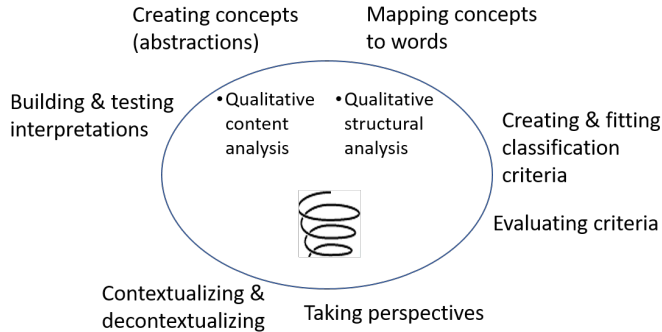 Creating concepts
(abstractions)
Mapping concepts
to words
Building & testing
interpretations
• Qualitative
content
analysis
• Qualitative
structural
analysis
Creating & fitting
classification
criteria
Evaluating criteria
Contextualizing &
decontextualizing
Taking perspectives